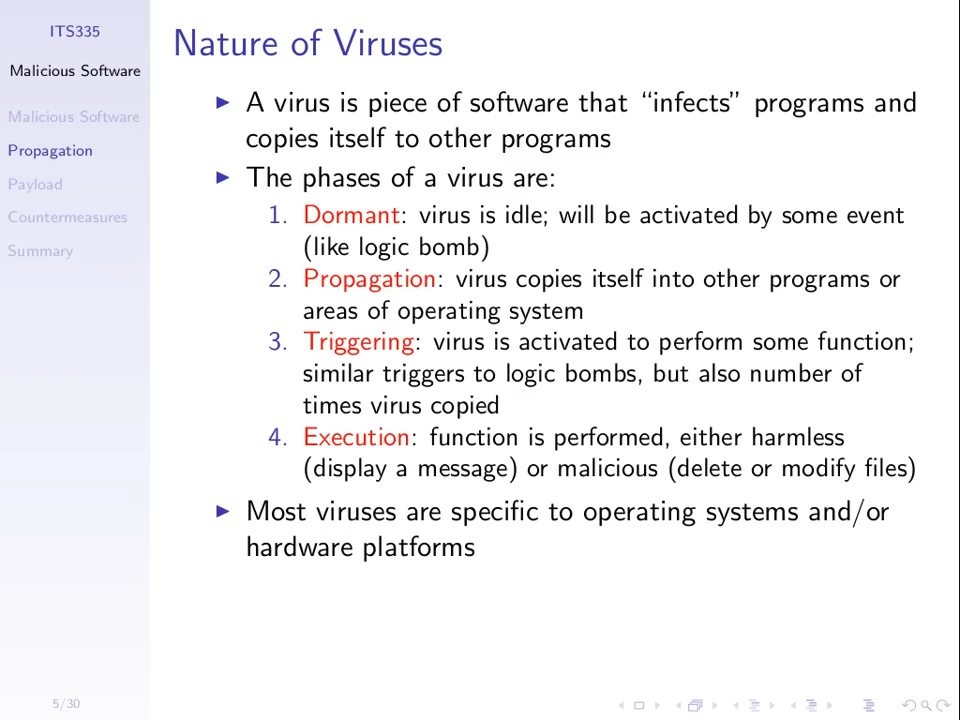 ITS335
Malicious Software
Malicious Software
Propagation
Payload
Countermeasures
Summary
5/30
Nature of Viruses
A virus is piece of software that “infects” programs and
copies itself to other programs
The phases of a virus are:
1. Dormant: virus is idle; will be activated by some event
(like logic bomb)
2. Propagation: virus copies itself into other programs or
areas of operating system
3. Triggering: virus is activated to perform some function;
similar triggers to logic bombs, but also number of
times virus copied
4. Execution: function is performed, either harmless
(display a message) or malicious (delete or modify files)
Most viruses are specific to operating systems and/or
hardware platforms